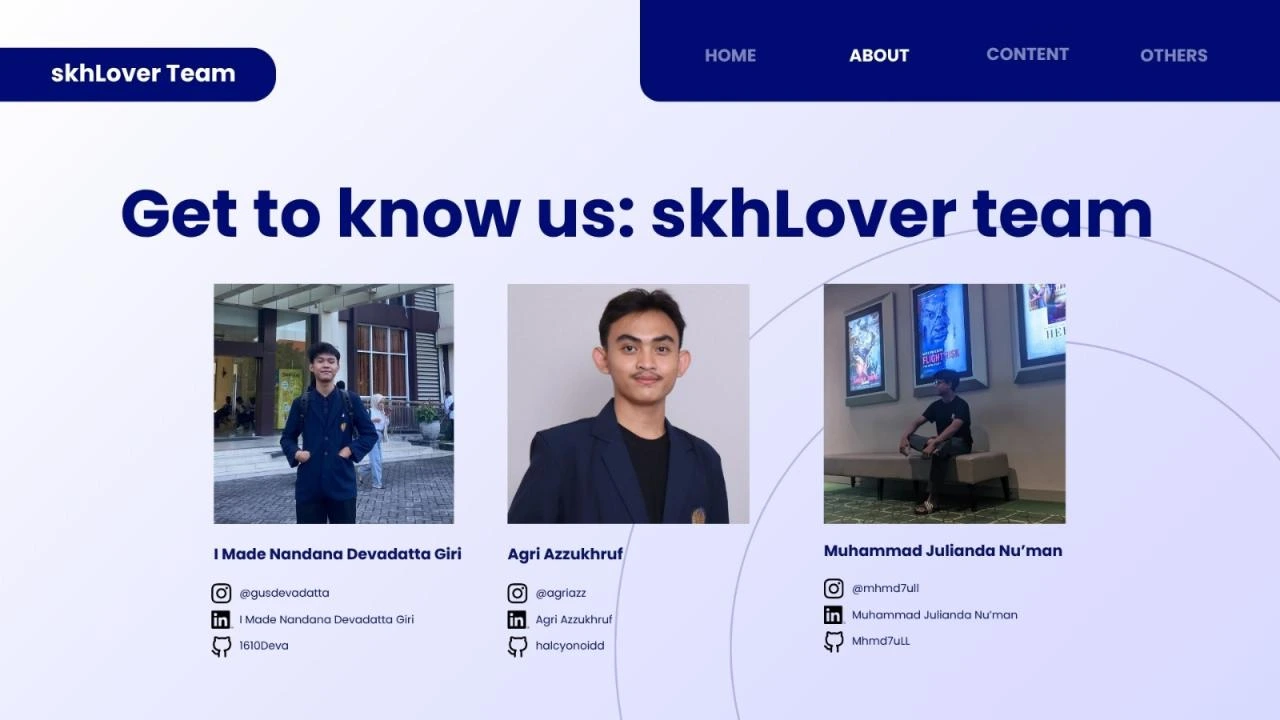 skhLover Team
HOME
ABOUT
CONTENT
OTHERS
Get to know us: skhLover team
FLIGHT RISK
I Made Nandana Devadatta Giri
@gusdevadatta
I Made Nandana Devadatta Giri
1610Deva
Agri Azzukhruf
@agriazz
Agri Azzukhruf
halcyonoidd
Muhammad Julianda Nu’man
@mhmd7ull
Muhammad Julianda Nu’man
Mhmd7uLL